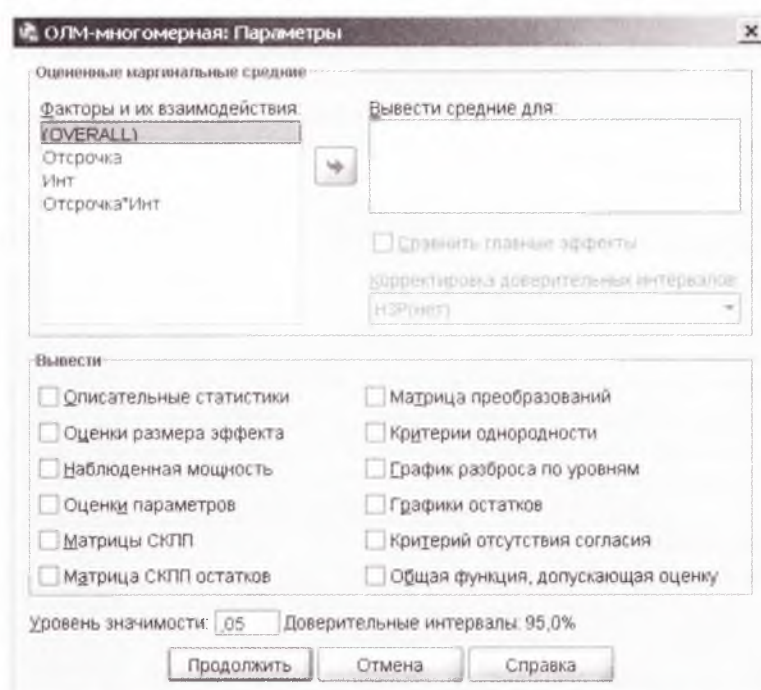 ОЛМ-многомерная: Параметры
Оцененные маргинальные средние
Факторы и их взаимодействия:
(OVERALL)
Отсрочка
Инт
Отсрочка*Инт
Вывести средние для:
Сравнить главные эффекты
Корректировка доверительных интервалов:
НЗР(нет)
Вывести
Описательные статистики
Оценки размера эффекта
Наблюденная мощность
Оценки параметров
Матрицы СКПП
Матрица СКПП остатков
Матрица преобразований
Критерии однородности
График разброса по уровням
Графики остатков
Критерий отсутствия согласия
Общая функция, допускающая оценку
Уровень значимости: ,05 Доверительные интервалы: 95,0%
Продолжить Отмена Справка